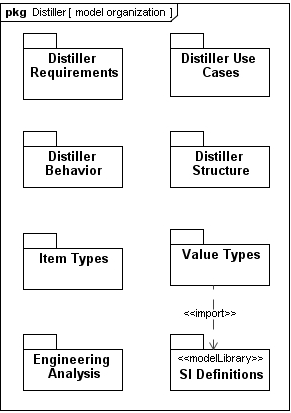 pkg Distiller [ model organization ]
Distiller
Requirements
Distiller Use
Cases
Distiller
Behavior
Distiller
Structure
Item Types
Value Types
<<import>>
Engineering
Analysis
<<modelLibrary>>
SI Definitions